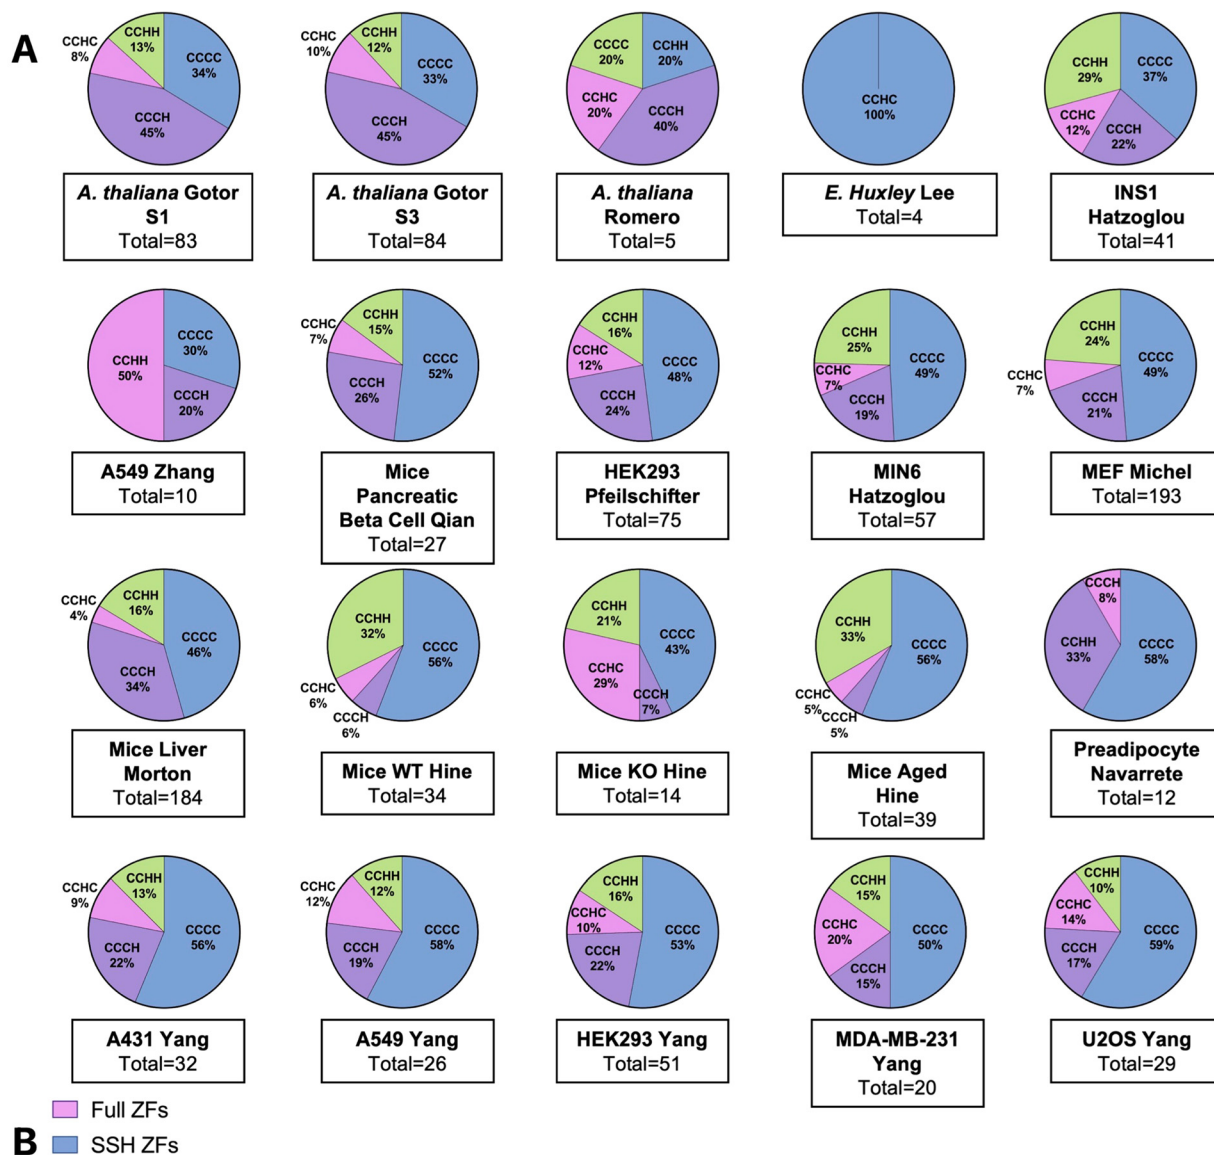 A
CCHC
8%
CCHH
13%
CCCC
34%
CCCH
45%
A. thaliana Gotor
S1
Total=83
CCHC
10%
CCHH
12%
CCCC
33%
CCCH
45%
A. thaliana Gotor
S3
Total=84
CCCC
20%
CCHH
20%
CCHC
20%
CCCH
40%
A. thaliana
Romero
Total=5
CCHC
100%
E. Huxley Lee
Total=4
CCHH
29%
CCCC
37%
CCHC
12%
CCCH
22%
INS1
Hatzoglou
Total=41
CCHH
50%
CCCC
30%
CCCH
20%
A549 Zhang
Total=10
CCHC
7%
CCHH
15%
CCCC
52%
CCCH
26%
Mice
Pancreatic
Beta Cell Qian
Total=27
CCHH
16%
CCHC
12%
CCCC
48%
CCCH
24%
HEK293
Pfeilschifter
Total=75
CCHH
25%
CCCC
49%
CCHC
7%
CCCH
19%
MIN6
Hatzoglou
Total=57
CCHH
24%
CCCC
49%
CCHC
7%
CCCH
21%
MEF Michel
Total=193
CCHC
4%
CCHH
16%
CCCC
46%
CCCH
34%
Mice Liver
Morton
Total=184
CCHH
32%
CCCC
56%
CCHC
6%
CCCH
6%
Mice WT Hine
Total=34
CCHH
21%
CCCC
43%
CCHC
29%
CCCH
7%
Mice KO Hine
Total=14
CCHH
33%
CCCC
56%
CCHC
5%
CCCH
5%
Mice Aged
Hine
Total=39
CCCH
8%
CCHH
33%
CCCC
58%
Preadipocyte
Navarrete
Total=12
CCHC
9%
CCHH
13%
CCCC
56%
CCCH
22%
A431 Yang
Total=32
CCHC
12%
CCHH
12%
CCCC
58%
CCCH
19%
A549 Yang
Total=26
CCHH
16%
CCHC
10%
CCCC
53%
CCCH
22%
HEK293 Yang
Total=51
CCHH
15%
CCHC
20%
CCCC
50%
CCCH
15%
MDA-MB-231
Yang
Total=20
CCHH
10%
CCHC
14%
CCCC
59%
CCCH
17%
U2OS Yang
Total=29
Full ZFs
B
SSH ZFs